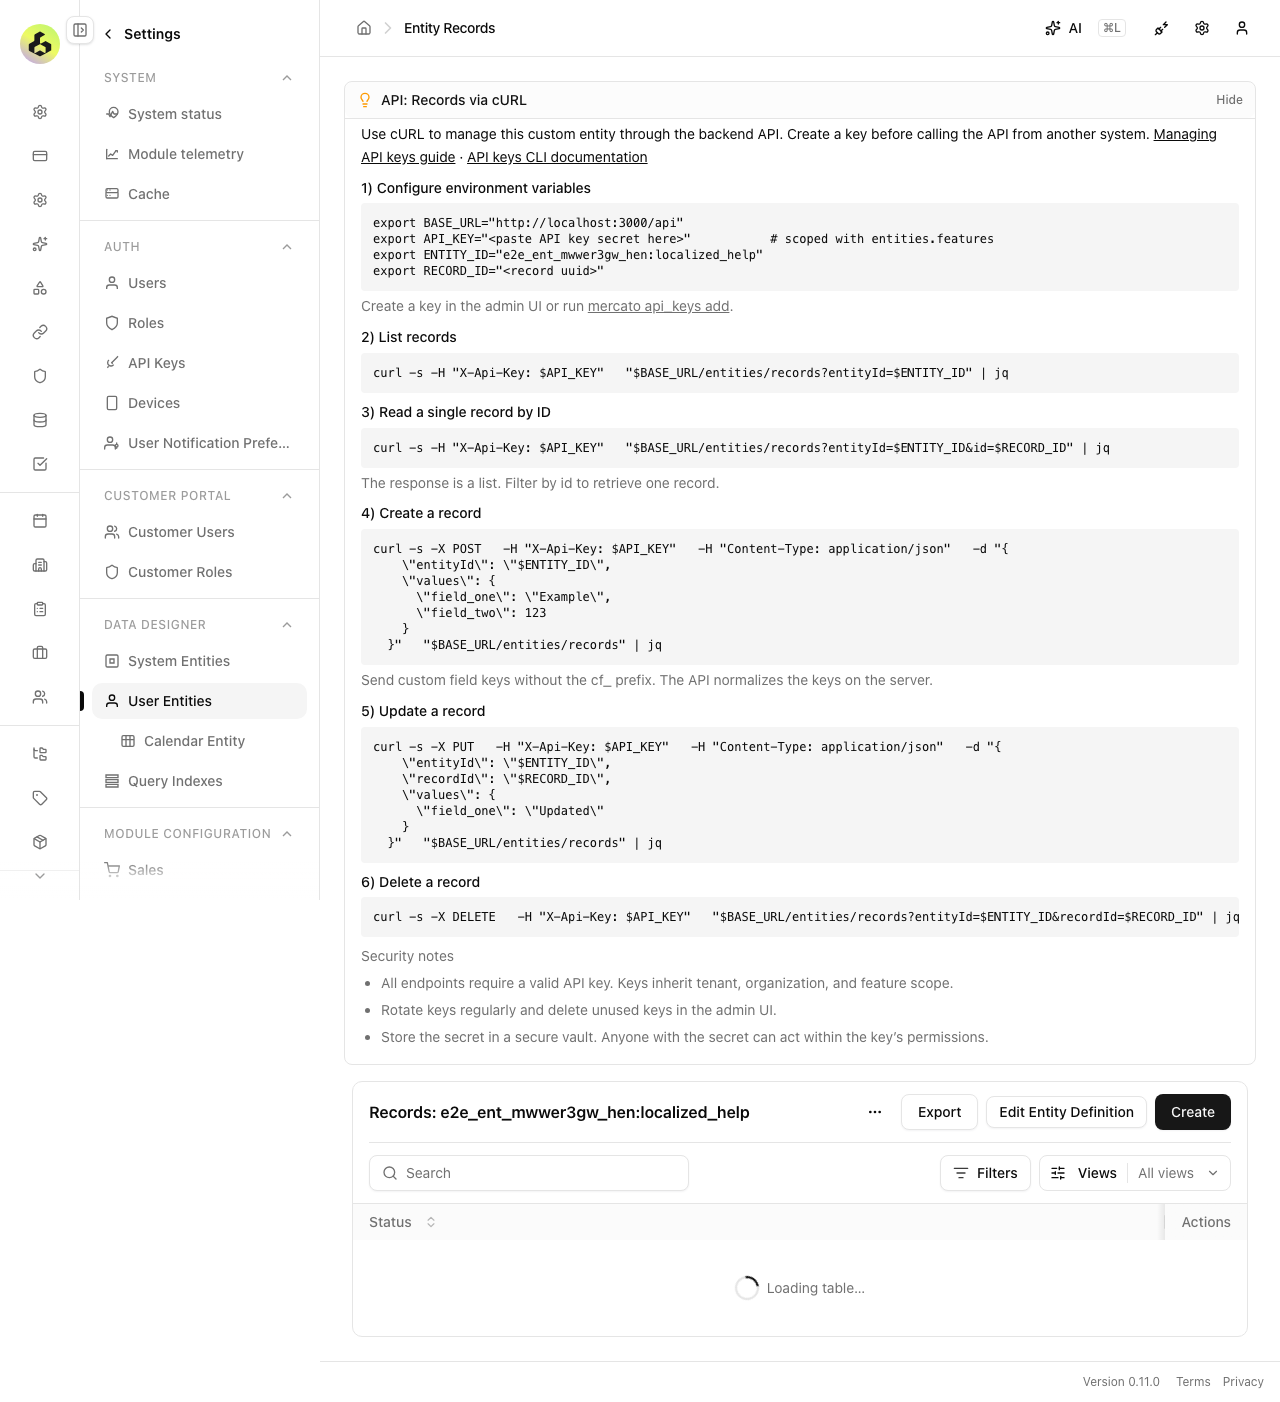 Settings
SYSTEM
System status
Module telemetry
Cache
AUTH
Users
Roles
API Keys
Devices
User Notification Prefe...
CUSTOMER PORTAL
Customer Users
Customer Roles
DATA DESIGNER
System Entities
User Entities
Calendar Entity
Query Indexes
MODULE CONFIGURATION
Sales
Entity Records
AI
⌘L
API: Records via cURL
Hide
Use cURL to manage this custom entity through the backend API. Create a key before calling the API from another system. Managing
API keys guide · API keys CLI documentation
1) Configure environment variables
export BASE_URL="http://localhost:3000/api"
export API_KEY="<paste API key secret here>"           # scoped with entities.features
export ENTITY_ID="e2e_ent_mwwer3gw_hen:localized_help"
export RECORD_ID="<record uuid>"
Create a key in the admin UI or run mercato api_keys add.
2) List records
curl -s -H "X-Api-Key: $API_KEY"   "$BASE_URL/entities/records?entityId=$ENTITY_ID" | jq
3) Read a single record by ID
curl -s -H "X-Api-Key: $API_KEY"   "$BASE_URL/entities/records?entityId=$ENTITY_ID&id=$RECORD_ID" | jq
The response is a list. Filter by id to retrieve one record.
4) Create a record
curl -s -X POST   -H "X-Api-Key: $API_KEY"   -H "Content-Type: application/json"   -d "{
    \"entityId\": \"$ENTITY_ID\",
    \"values\": {
      \"field_one\": \"Example\",
      \"field_two\": 123
    }
  }"   "$BASE_URL/entities/records" | jq
Send custom field keys without the cf_ prefix. The API normalizes the keys on the server.
5) Update a record
curl -s -X PUT   -H "X-Api-Key: $API_KEY"   -H "Content-Type: application/json"   -d "{
    \"entityId\": \"$ENTITY_ID\",
    \"recordId\": \"$RECORD_ID\",
    \"values\": {
      \"field_one\": \"Updated\"
    }
  }"   "$BASE_URL/entities/records" | jq
6) Delete a record
curl -s -X DELETE   -H "X-Api-Key: $API_KEY"   "$BASE_URL/entities/records?entityId=$ENTITY_ID&recordId=$RECORD_ID" | jq
Security notes
• All endpoints require a valid API key. Keys inherit tenant, organization, and feature scope.
• Rotate keys regularly and delete unused keys in the admin UI.
• Store the secret in a secure vault. Anyone with the secret can act within the key’s permissions.
Records: e2e_ent_mwwer3gw_hen:localized_help
Export
Edit Entity Definition
Create
Search
Filters
Views
All views
Status
Actions
Loading table...
Version 0.11.0
Terms
Privacy